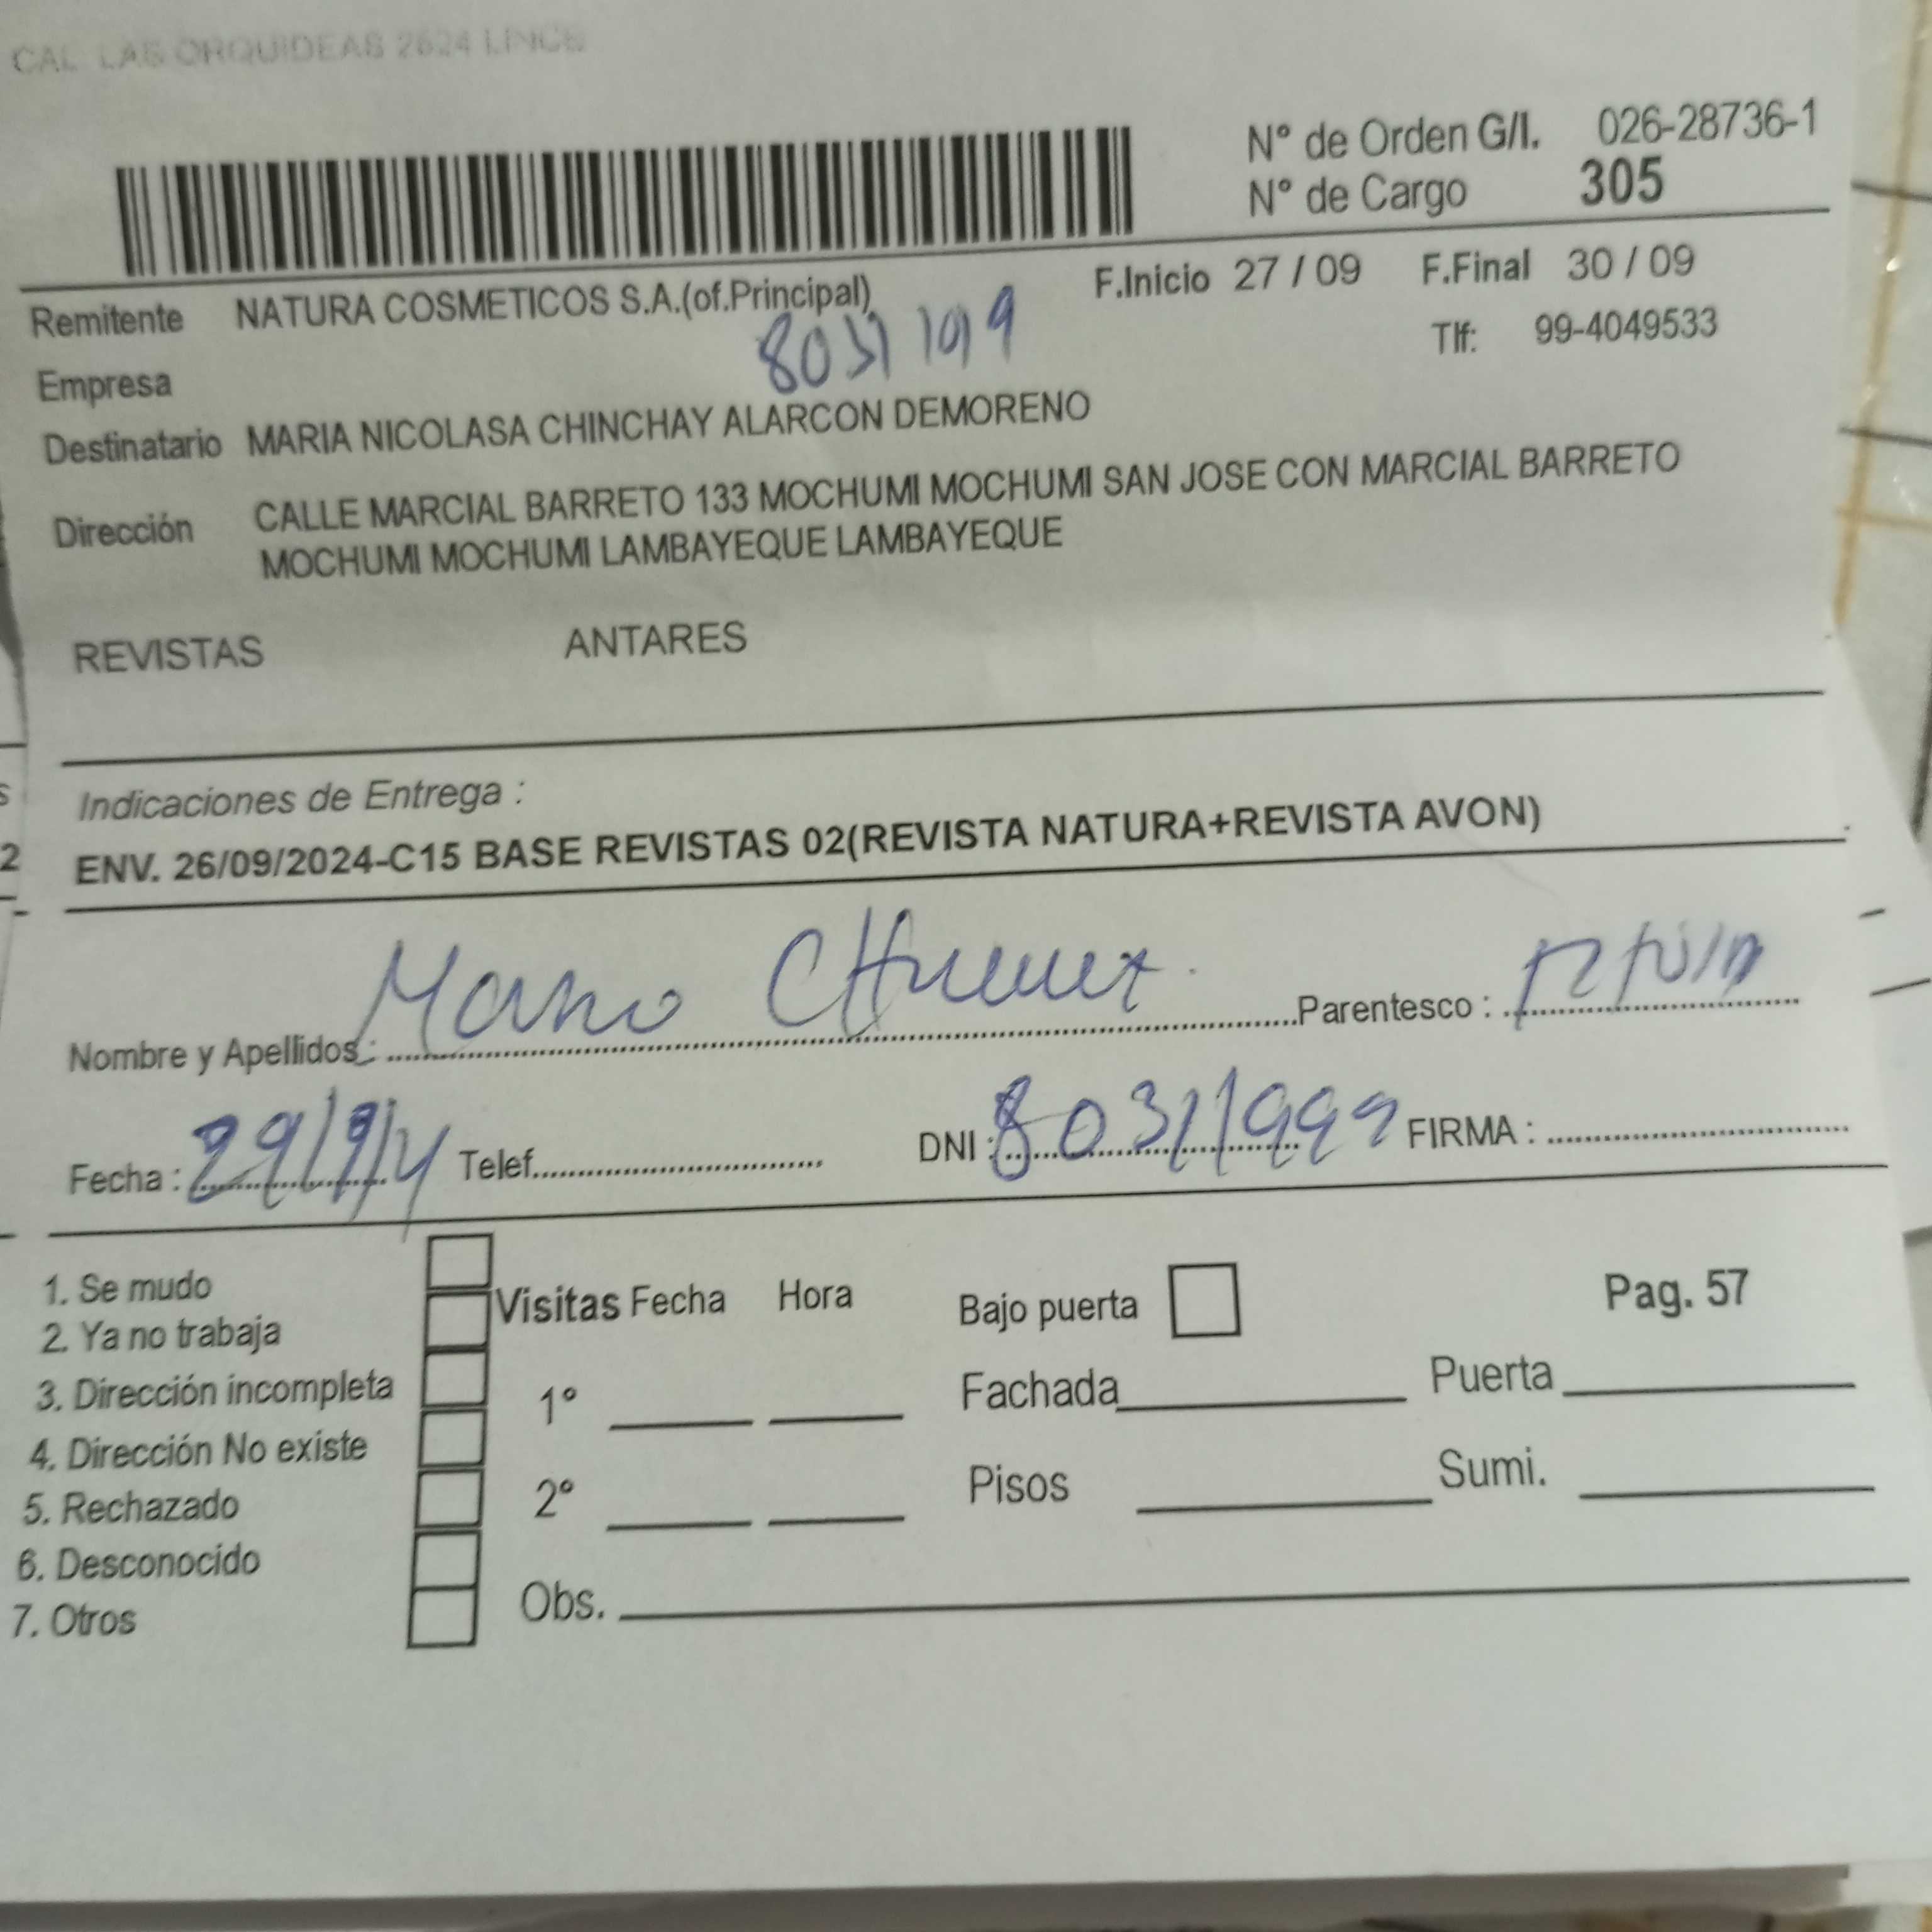 CAL LAS ORQUIDEAS 2624 LINCE
N° de Orden G/I. 026-28736-1
N° de Cargo 305
Remitente NATURA COSMETICOS S.A.(of.Principal) F.Inicio 27 / 09 F.Final 30 / 09
Tlf: 99-4049533
Empresa
Destinatario MARIA NICOLASA CHINCHAY ALARCON DEMORENO
Dirección CALLE MARCIAL BARRETO 133 MOCHUMI MOCHUMI SAN JOSE CON MARCIAL BARRETO
MOCHUMI MOCHUMI LAMBAYEQUE LAMBAYEQUE
REVISTAS ANTARES
Indicaciones de Entrega :
ENV. 26/09/2024-C15 BASE REVISTAS 02(REVISTA NATURA+REVISTA AVON)
Nombre y Apellidos : Parentesco :
Fecha : 29/9/4 Telef. DNI : 80311999 FIRMA :
1. Se mudo
2. Ya no trabaja
3. Dirección incompleta
4. Dirección No existe
5. Rechazado
6. Desconocido
7. Otros
Visitas Fecha Hora Bajo puerta Pag. 57
1° Fachada Puerta
2° Pisos Sumi.
Obs.